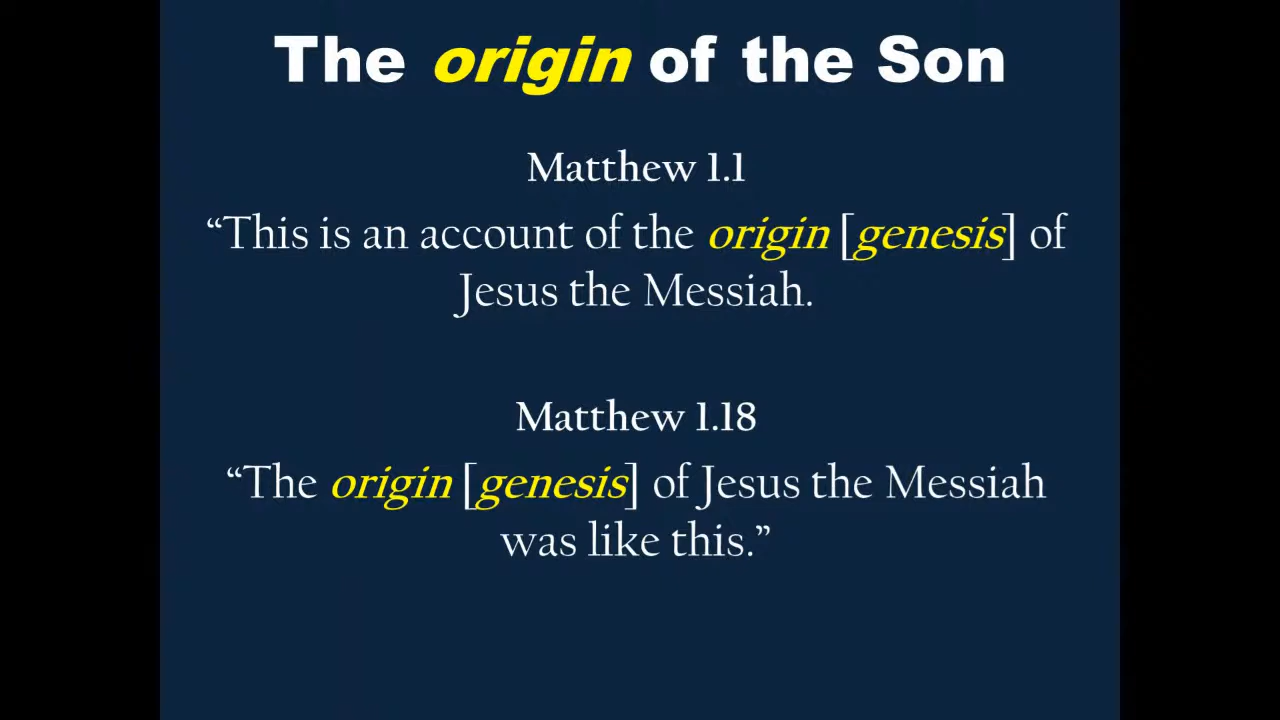 The origin of the Son
Matthew 1.1
“This is an account of the origin [genesis] of
Jesus the Messiah.
Matthew 1.18
“The origin [genesis] of Jesus the Messiah
was like this.”